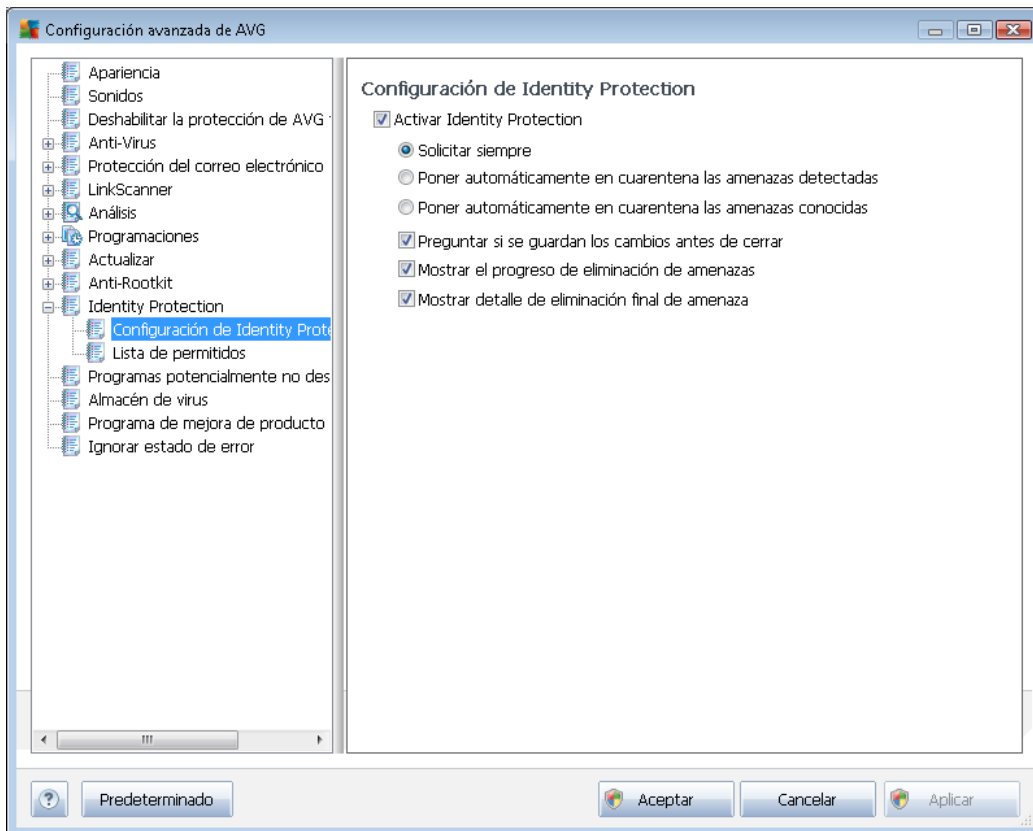 Configuración avanzada de AVG
Apariencia
Sonidos
Deshabilitar la protección de AVG
Anti-Virus
Protección del correo electrónico
LinkScanner
Análisis
Programaciones
Actualizar
Anti-Rootkit
Identity Protection
Configuración de Identity Prote
Lista de permitidos
Programas potencialmente no des
Almacén de virus
Programa de mejora de producto
Ignorar estado de error
Configuración de Identity Protection
Activar Identity Protection
Solicitar siempre
Poner automáticamente en cuarentena las amenazas detectadas
Poner automáticamente en cuarentena las amenazas conocidas
Preguntar si se guardan los cambios antes de cerrar
Mostrar el progreso de eliminación de amenazas
Mostrar detalle de eliminación final de amenaza
? Predeterminado Aceptar Cancelar Aplicar